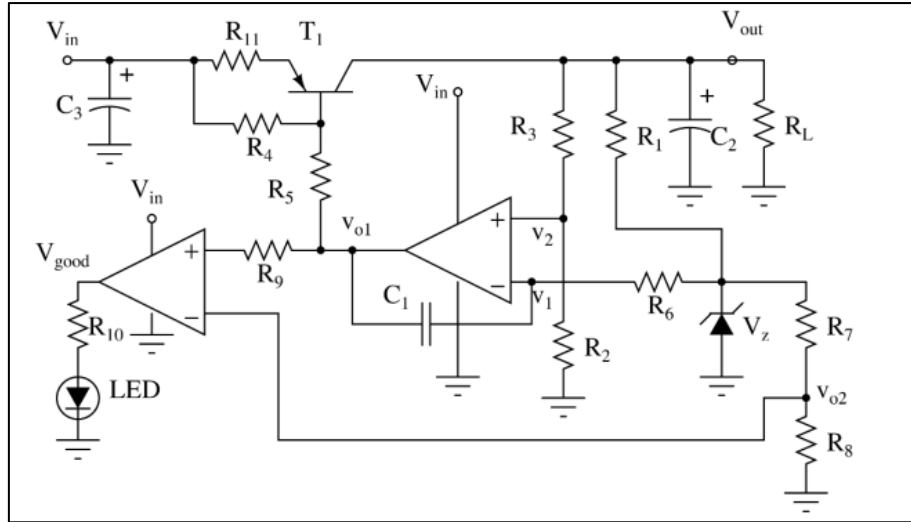 V_in R_11 T_1 V_out
C_3 + R_4 V_in R_3 R_1 + C_2 R_L
R_5
V_in v_o1 + v_2
V_good + R_9 − v_1
C_1 R_6
R_10 − R_2 V_z R_7
LED v_o2
R_8